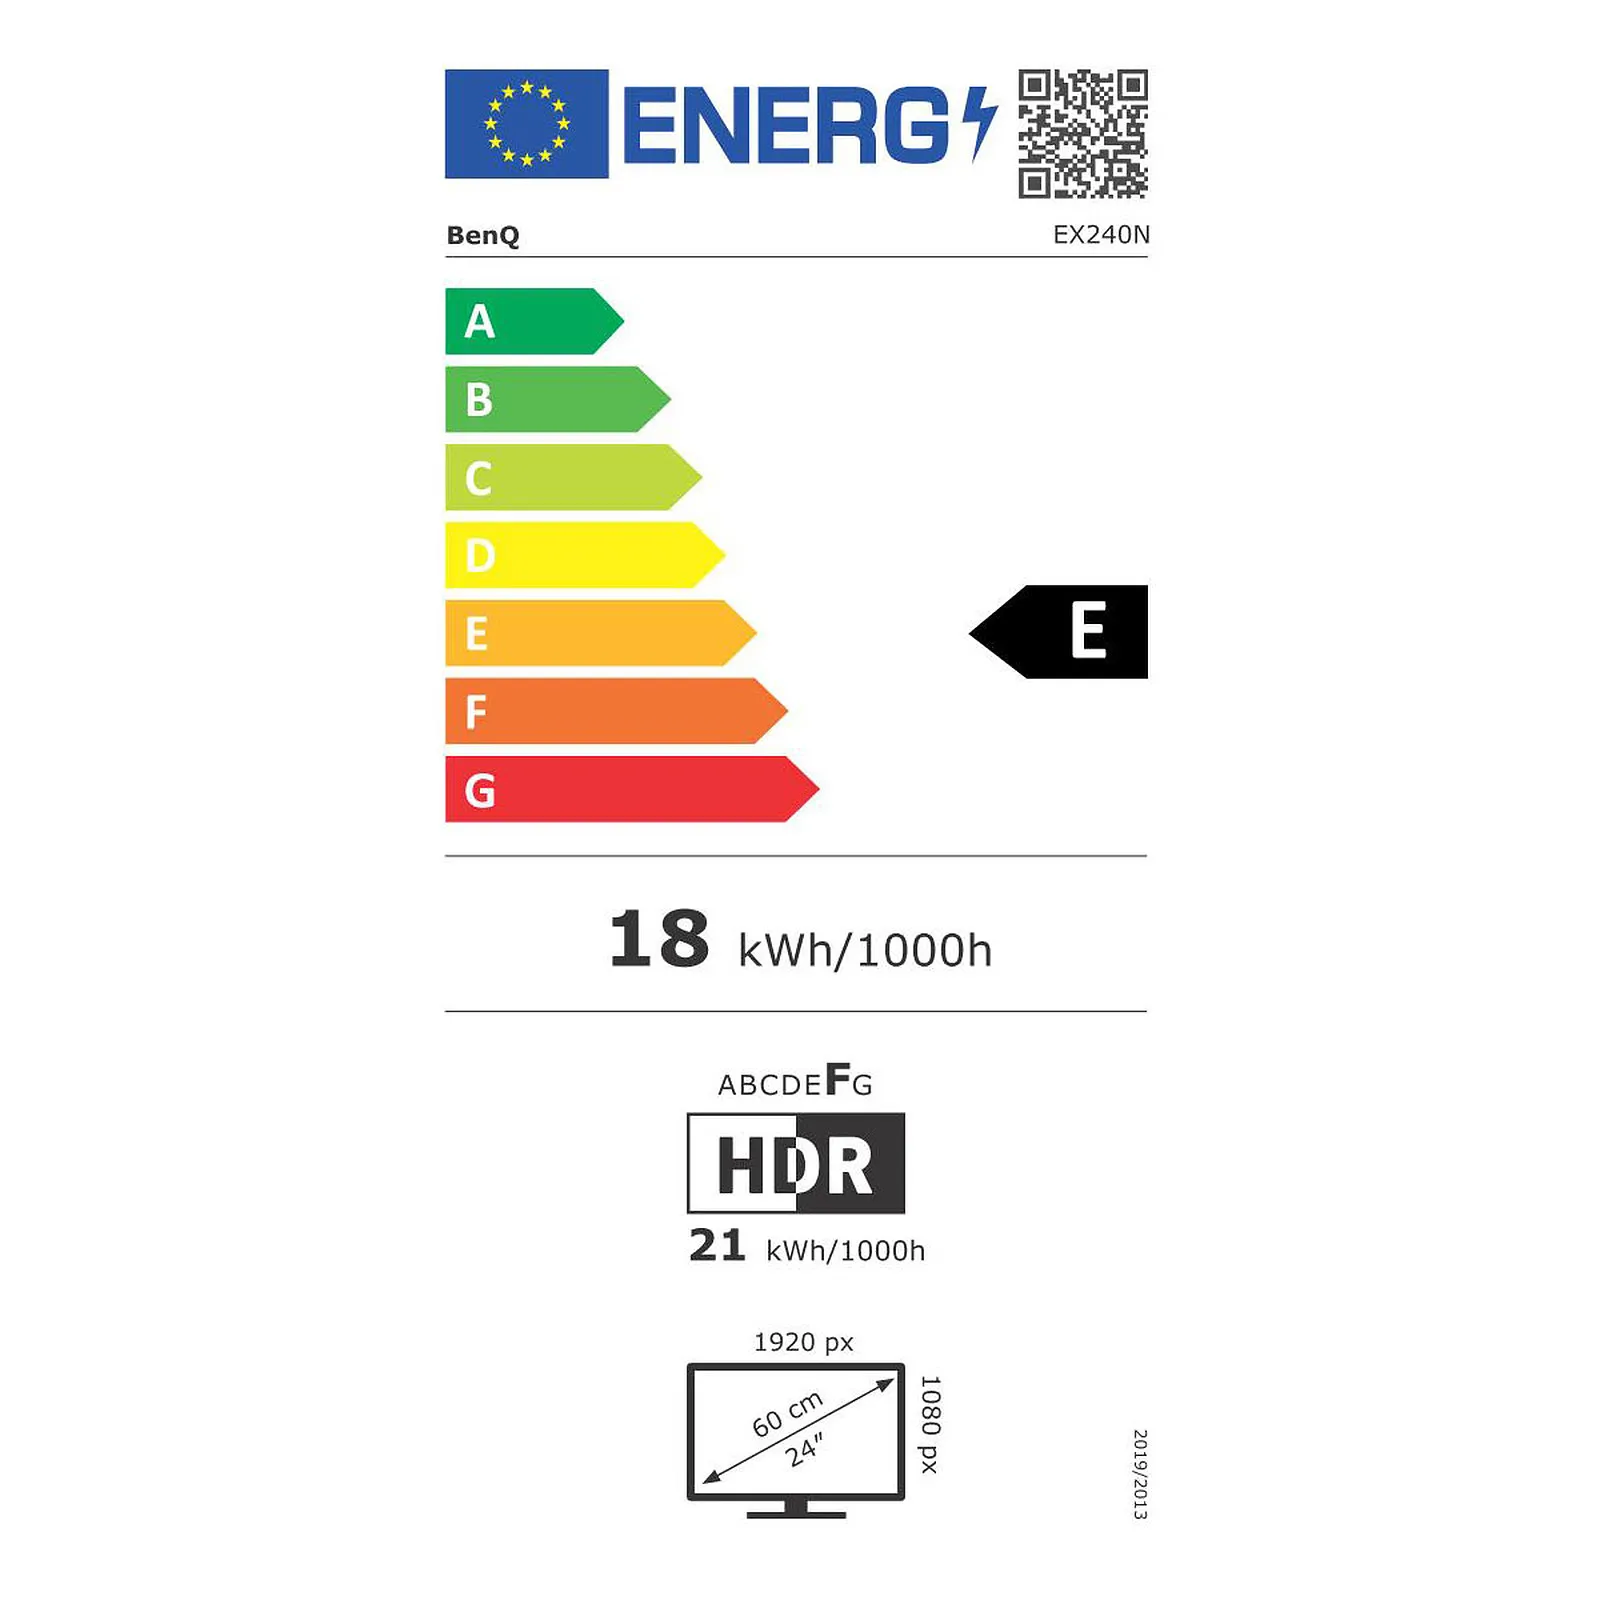 ENERG
BenQ
EX240N
A
B
C
D
E
E
F
G
18 kWh/1000h
ABCDEFG
HDR
21 kWh/1000h
1920 px
60 cm
24"
1080 px
2019/2013